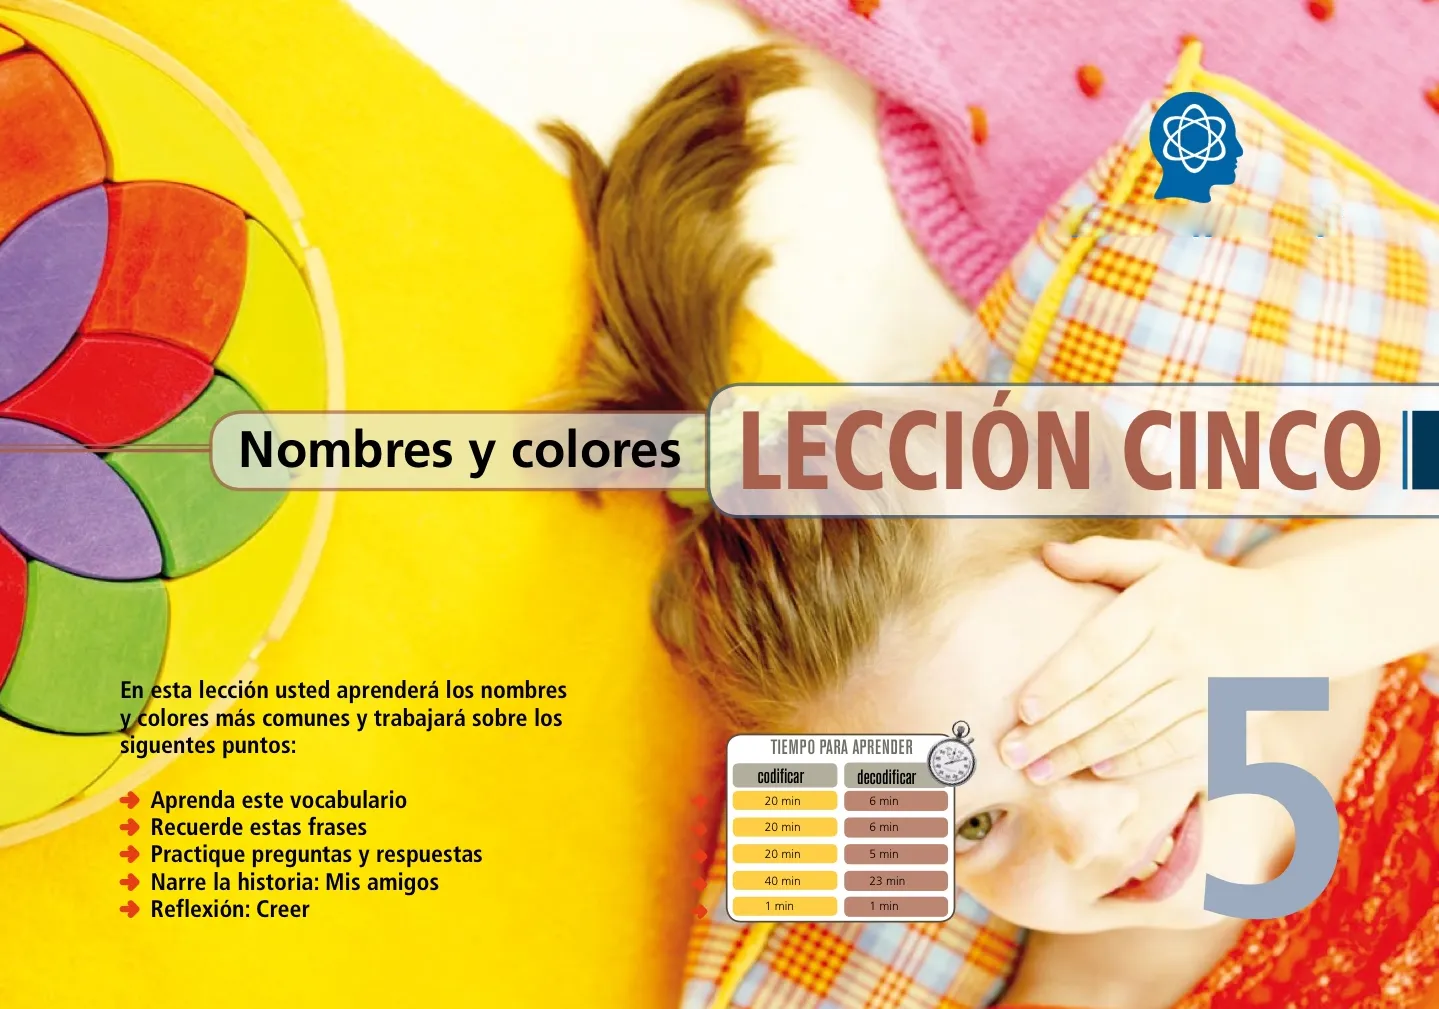 Nombres y colores
LECCIÓN CINCO
En esta lección usted aprenderá los nombres
y colores más comunes y trabajará sobre los
siguentes puntos:
Aprenda este vocabulario
Recuerde estas frases
Practique preguntas y respuestas
Narre la historia: Mis amigos
Reflexión: Creer
TIEMPO PARA APRENDER
codificar decodificar
20 min 6 min
20 min 6 min
20 min 5 min
40 min 23 min
1 min 1 min
5